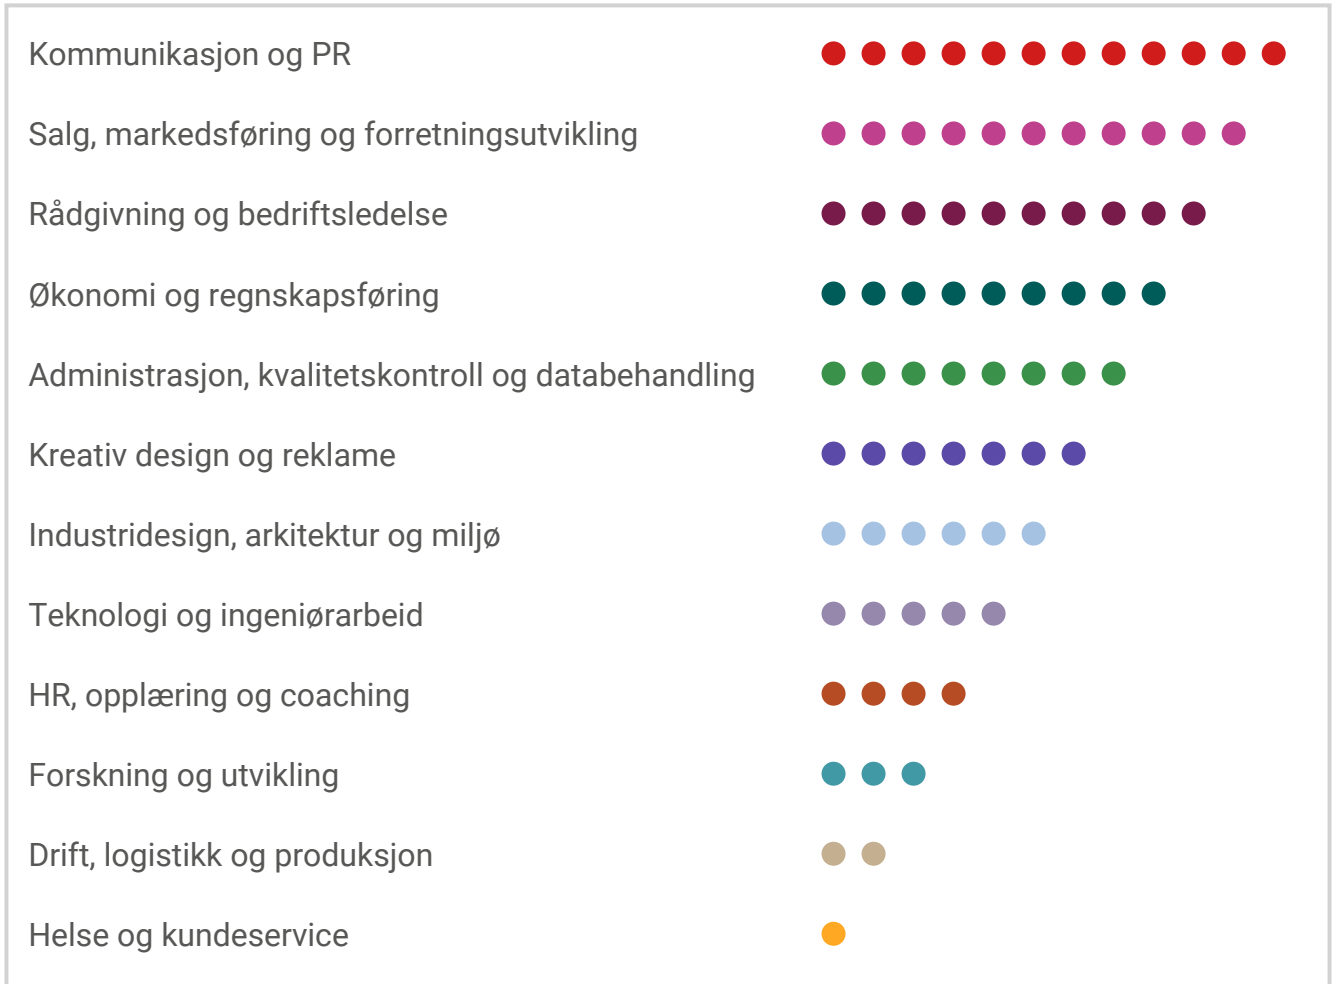 Kommunikasjon og PR
Salg, markedsføring og forretningsutvikling
Rådgivning og bedriftsledelse
Økonomi og regnskapsføring
Administrasjon, kvalitetskontroll og databehandling
Kreativ design og reklame
Industridesign, arkitektur og miljø
Teknologi og ingeniørarbeid
HR, opplæring og coaching
Forskning og utvikling
Drift, logistikk og produksjon
Helse og kundeservice